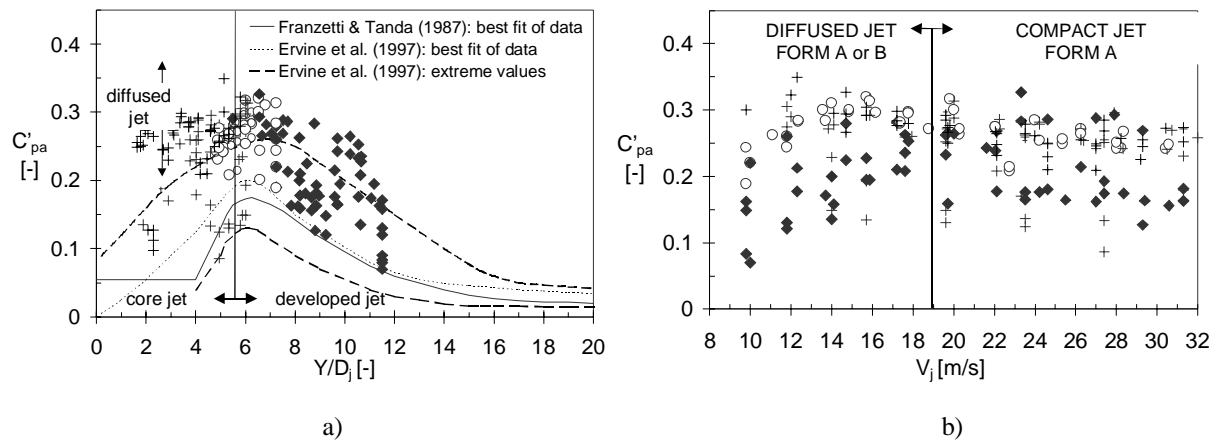 0.4
0.3
0.2
0.1
0
C'pa
[-]
Franzetti & Tanda (1987): best fit of data
Ervine et al. (1997): best fit of data
Ervine et al. (1997): extreme values
diffused
jet
core jet
developed jet
0 2 4 6 8 10 12 14 16 18 20
Y/Dj [-]
a)
0.4
0.3
0.2
0.1
0
C'pa
[-]
DIFFUSED JET
FORM A or B
COMPACT JET
FORM A
8 10 12 14 16 18 20 22 24 26 28 30 32
Vj [m/s]
b)